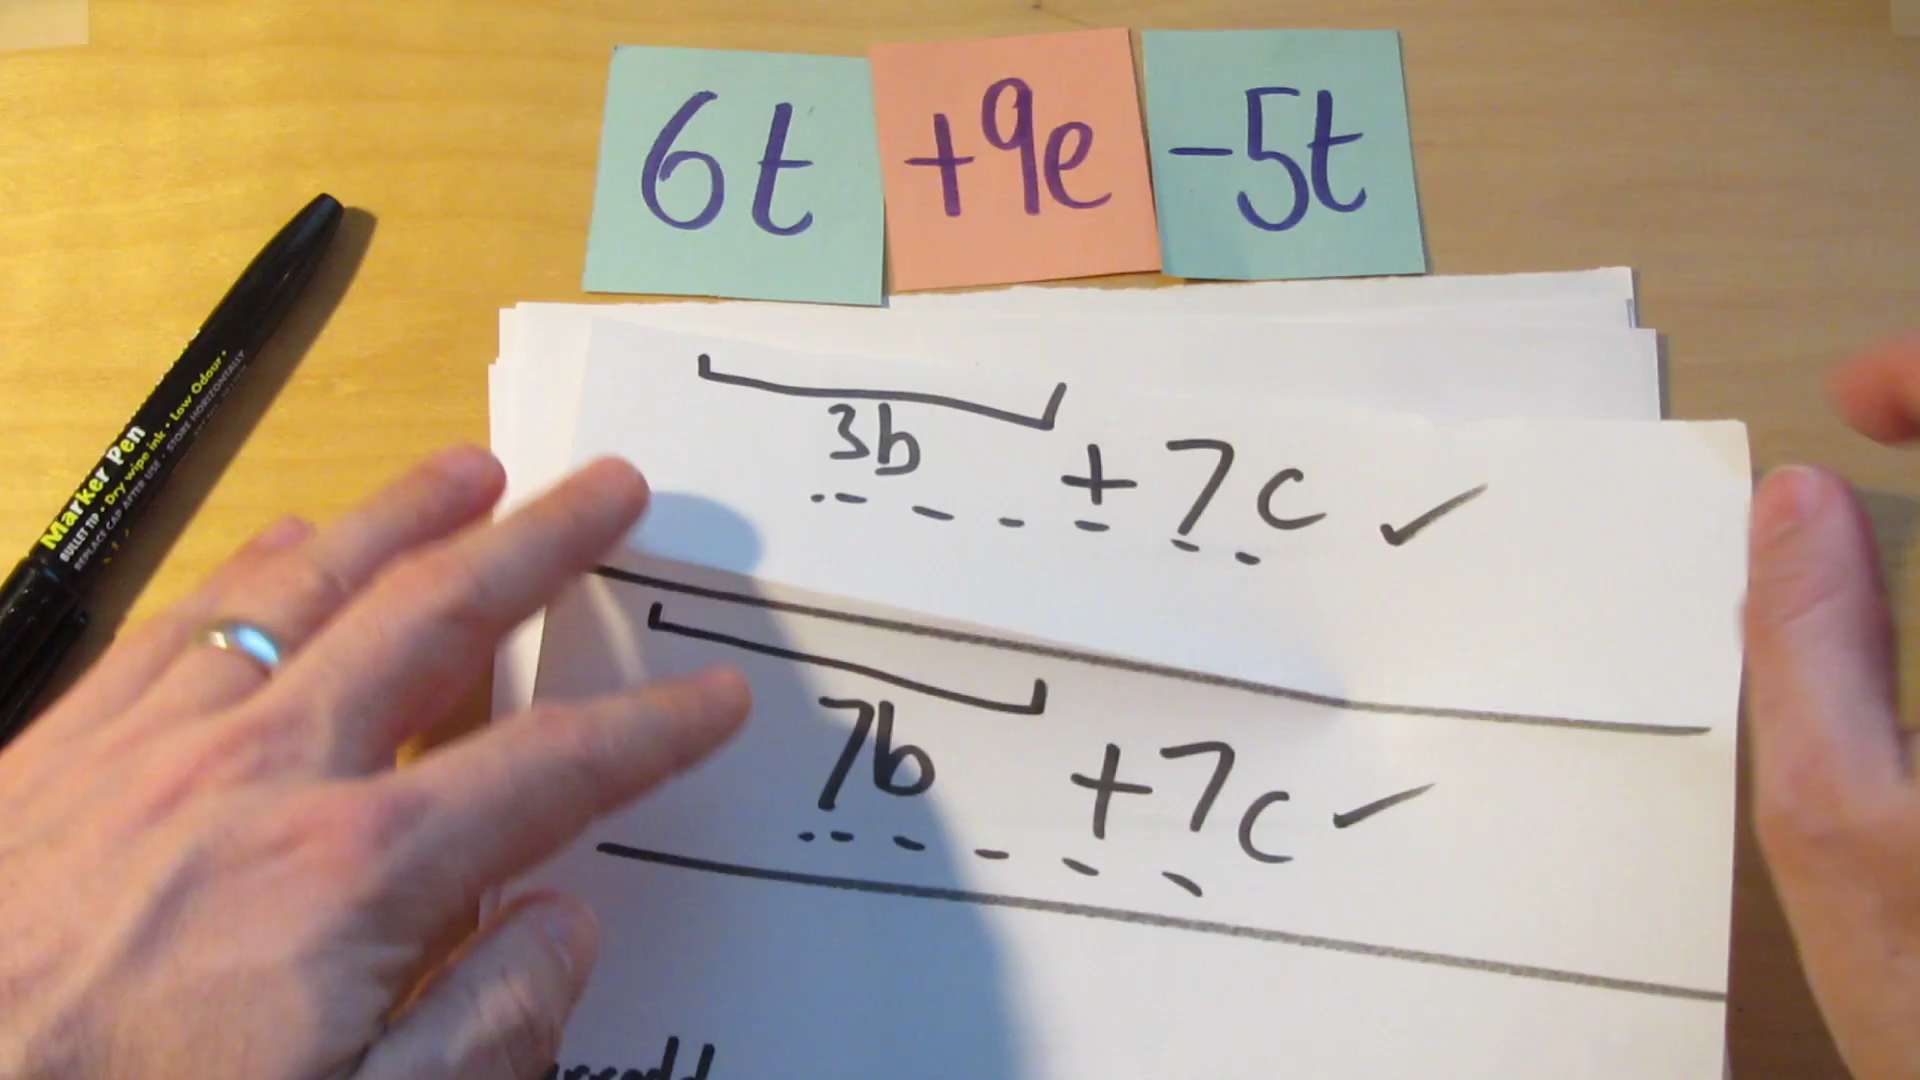 6t +9e -5t
3b + 7c ✓
7b + 7c ✓
Marker Pen
BULLET TIP • Dry wipe ink • Low Odour •
REPLACE CAP AFTER USE • STORE HORIZONTALLY